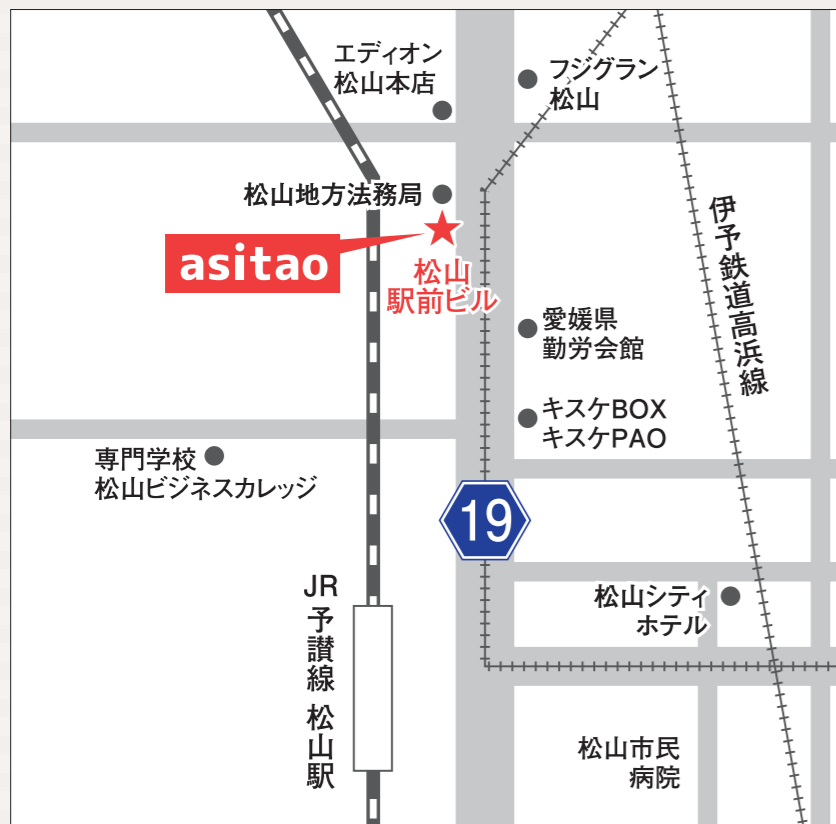 エディオン
松山本店
フジグラン
松山
松山地方法務局
asitao
松山
駅前ビル
伊予鉄道高浜線
愛媛県
勤労会館
キスケBOX
キスケPAO
専門学校
松山ビジネスカレッジ
19
JR予讃線 松山駅
松山シティ
ホテル
松山市民
病院